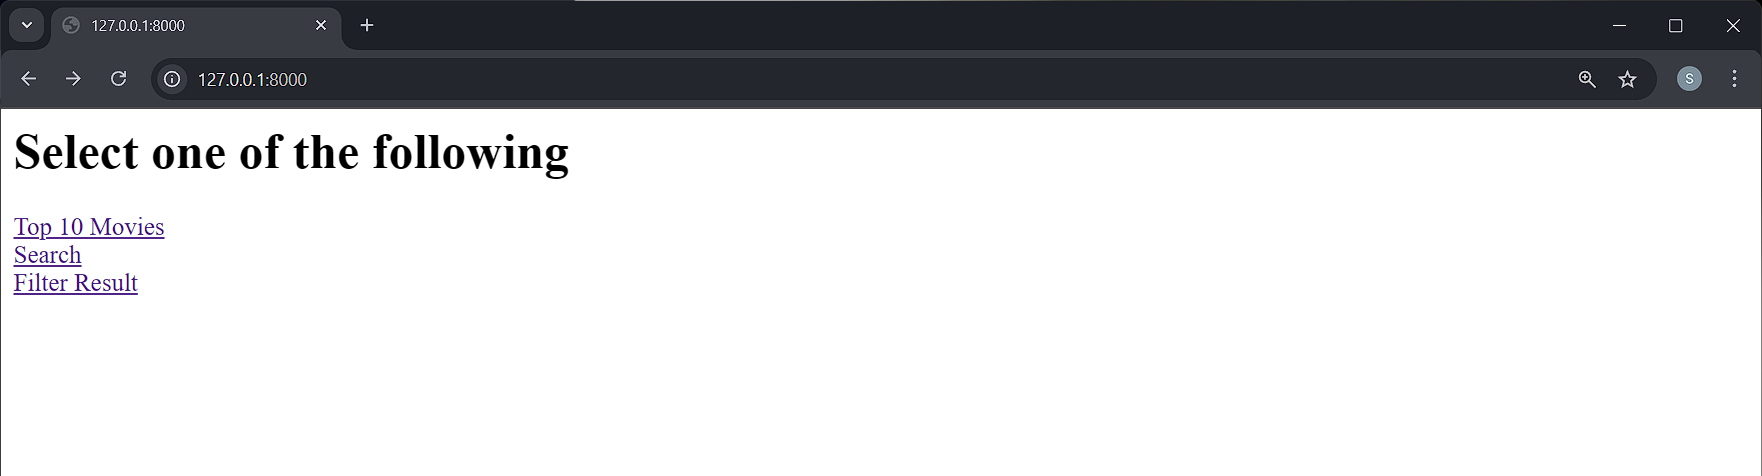 127.0.0.1:8000
127.0.0.1:8000
S
Select one of the following
Top 10 Movies
Search
Filter Result